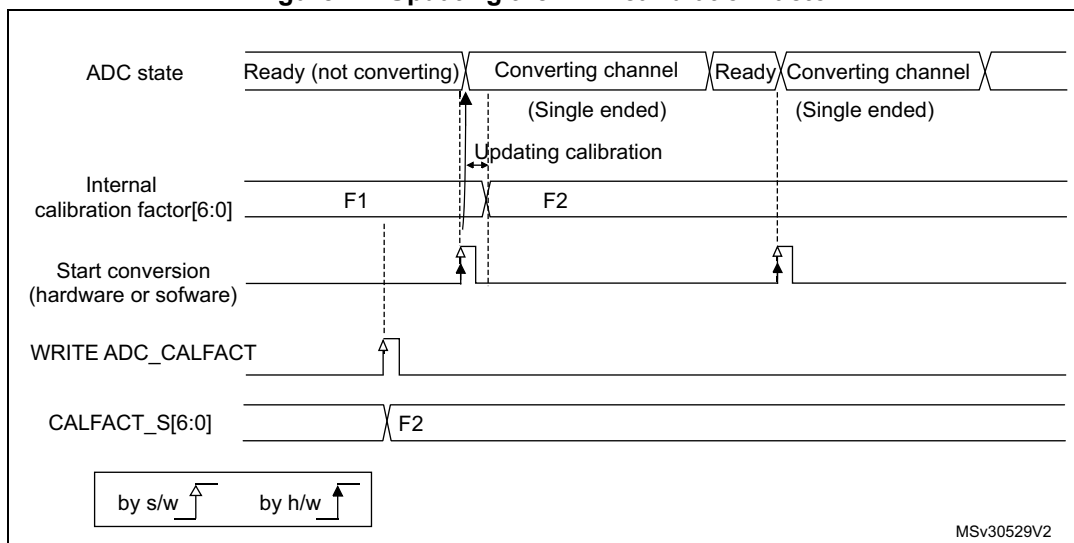 ADC state
Ready (not converting)
Converting channel
Ready
Converting channel
(Single ended)
(Single ended)
Updating calibration
Internal
calibration factor[6:0]
F1
F2
Start conversion
(hardware or sofware)
WRITE ADC_CALFACT
CALFACT_S[6:0]
F2
by s/w
by h/w
MSv30529V2